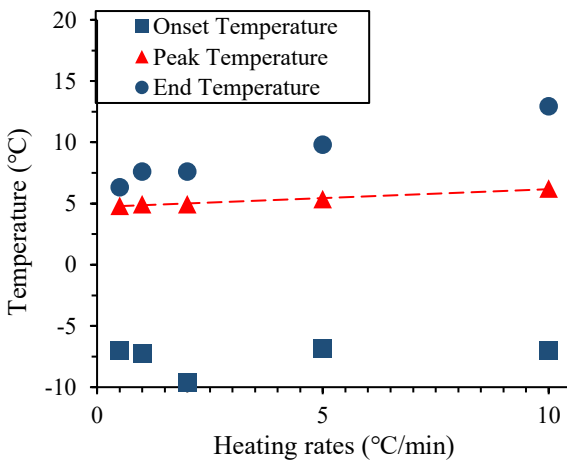 20
15
10
5
0
-5
-10
Temperature (°C)
Onset Temperature
Peak Temperature
End Temperature
0
5
10
Heating rates (°C/min)